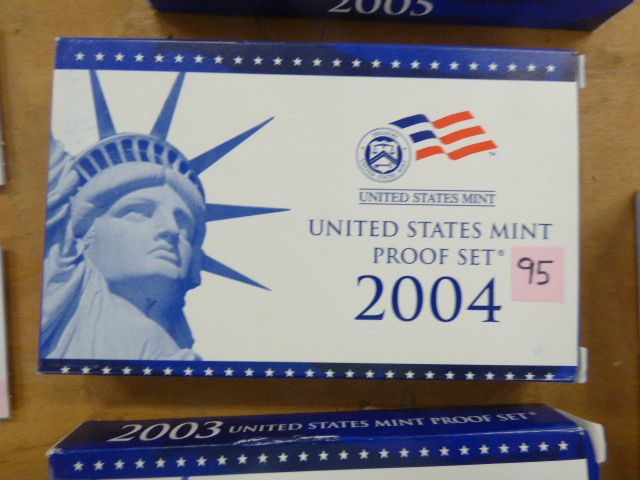 2005
UNITED STATES MINT
UNITED STATES MINT
PROOF SET®
95
2004
2003 UNITED STATES MINT PROOF SET®